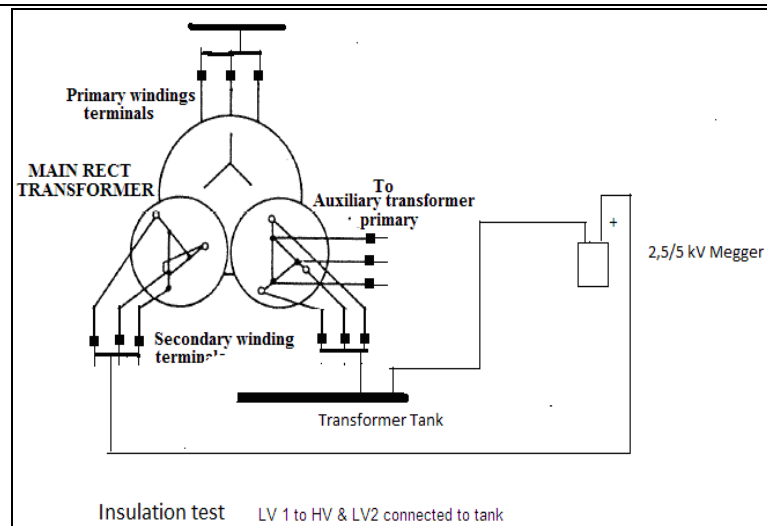 Primary windings
terminals
MAIN RECT
TRANSFORMER
To
Auxiliary transformer
primary
+
2,5/5 kV Megger
Secondary winding
Transformer Tank
Insulation test LV 1 to HV & LV2 connected to tank